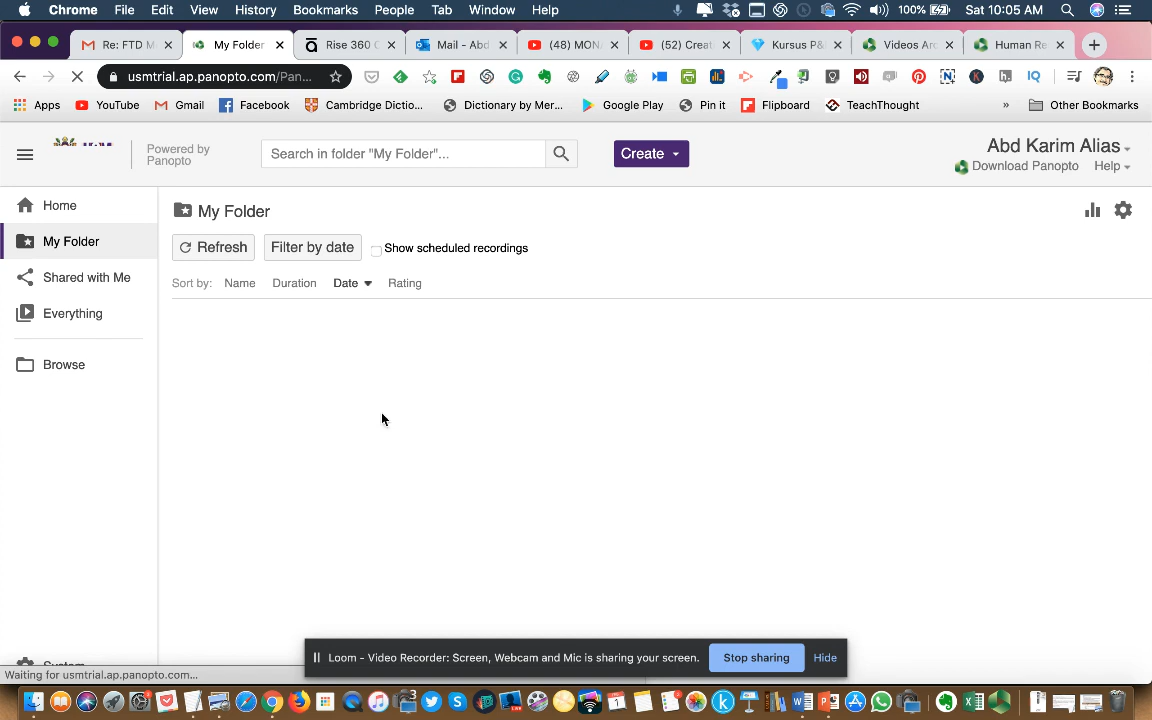 Chrome File Edit View History Bookmarks People Tab Window Help 100% Sat 10:05 AM
Re: FTD M My Folder Rise 360 C Mail - Abd (48) MON (52) Creat Kursus P& Videos Arc Human Re
usmtrial.ap.panopto.com/Pan...
Apps YouTube Gmail Facebook Cambridge Dictio... Dictionary by Mer... Google Play Pin it Flipboard TeachThought » Other Bookmarks
Powered by
Panopto
Search in folder "My Folder"...
Create
Abd Karim Alias
Download Panopto Help
Home
My Folder
Shared with Me
Everything
Browse
System
My Folder
Refresh Filter by date Show scheduled recordings
Sort by: Name Duration Date Rating
Loom – Video Recorder: Screen, Webcam and Mic is sharing your screen. Stop sharing Hide
Waiting for usmtrial.ap.panopto.com...